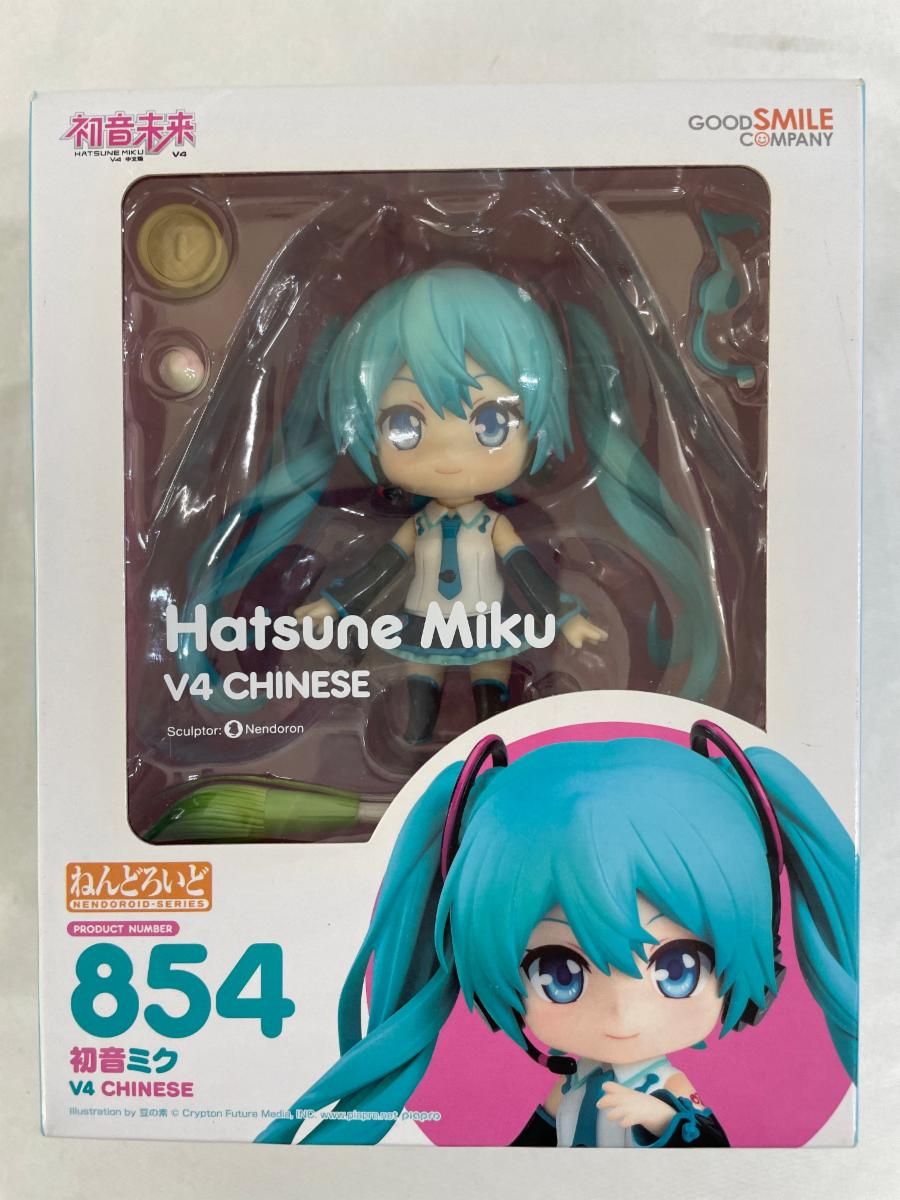 初音未来
HATSUNE MIKU V4
V4 中文版
GOOD SMILE
COMPANY
Hatsune Miku
V4 CHINESE
Sculptor: Nendoron
ねんどろいど
NENDOROID-SERIES
PRODUCT NUMBER
854
初音ミク
V4 CHINESE
Illustration by 豆の素 © Crypton Future Media, INC. www.piapro.net piapro